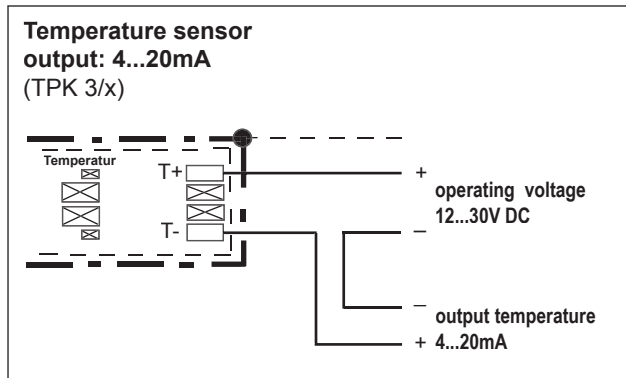 Temperature sensor
output: 4...20mA
(TPK 3/x)
Temperatur
T+
T-
+
operating voltage
12...30V DC
–
–
output temperature
+ 4...20mA